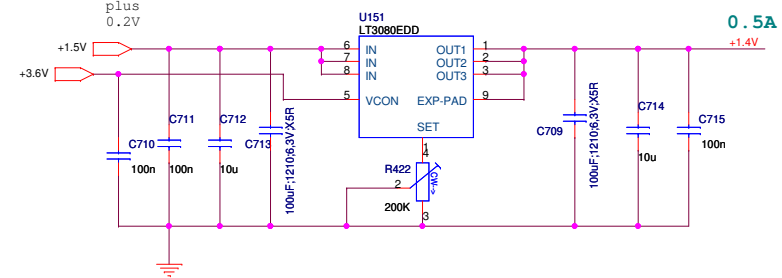 plus
0.2V
U151
LT3080EDD
0.5A
+1.5V
+1.4V
+3.6V
6 IN OUT1 1
7 IN OUT2 2
8 IN OUT3 3
5 VCON EXP-PAD 9
SET
C710
100n
C711
100n
C712
10u
C713
100uF;1210;6,3V;X5R
1
4
R422
2
CW->
200K
3
C709
100uF;1210;6,3V;X5R
C714
10u
C715
100n